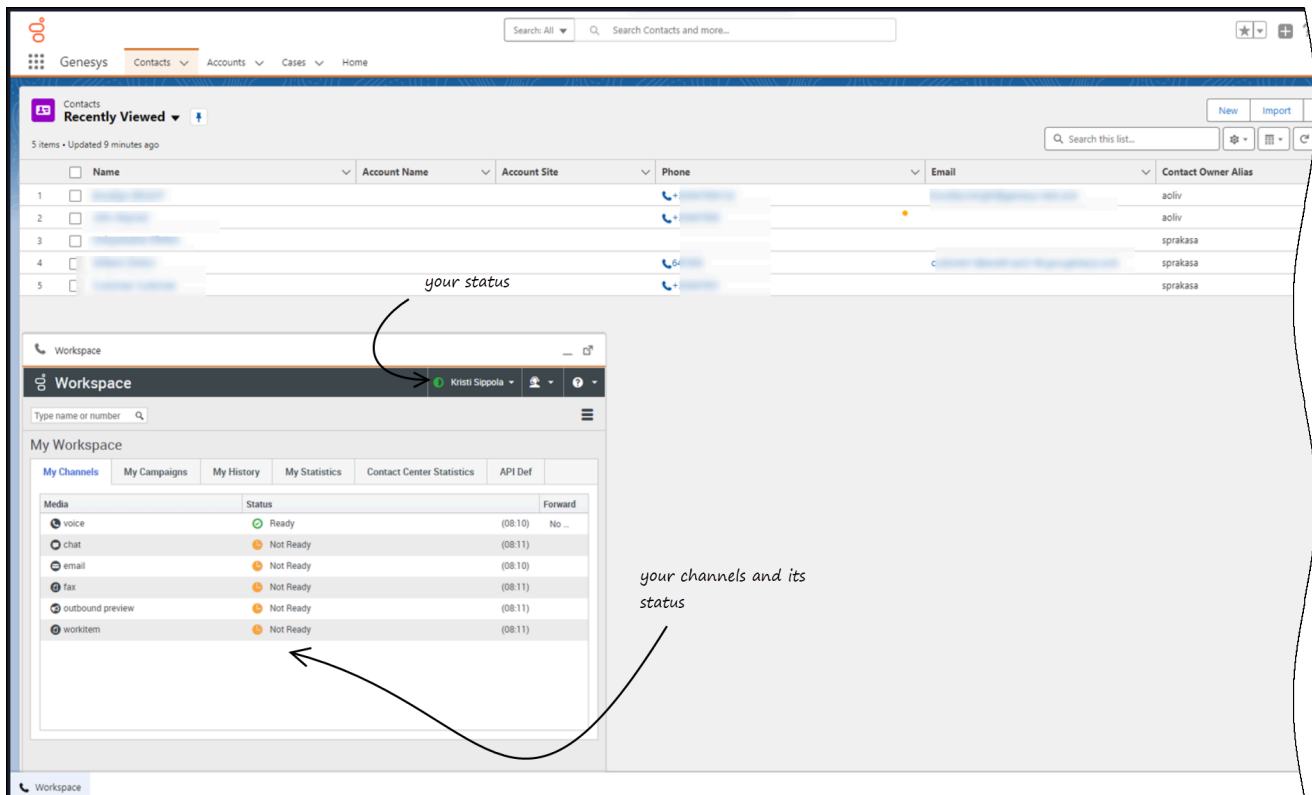 Search: All
Search Contacts and more...
Genesys Contacts Accounts Cases Home
Contacts
Recently Viewed
New Import
5 items • Updated 9 minutes ago
Search this list...
Name Account Name Account Site Phone Email Contact Owner Alias
1 + aoliv
2 + aoliv
3 sprakasa
4 64 c sprakasa
5 + sprakasa
your status
Workspace
Workspace Kristi Sippola
Type name or number
My Workspace
My Channels My Campaigns My History My Statistics Contact Center Statistics API Def
Media Status Forward
voice Ready (08:10) No ...
chat Not Ready (08:11)
email Not Ready (08:10)
fax Not Ready (08:11)
outbound preview Not Ready (08:11)
workitem Not Ready (08:11)
your channels and its
status
Workspace